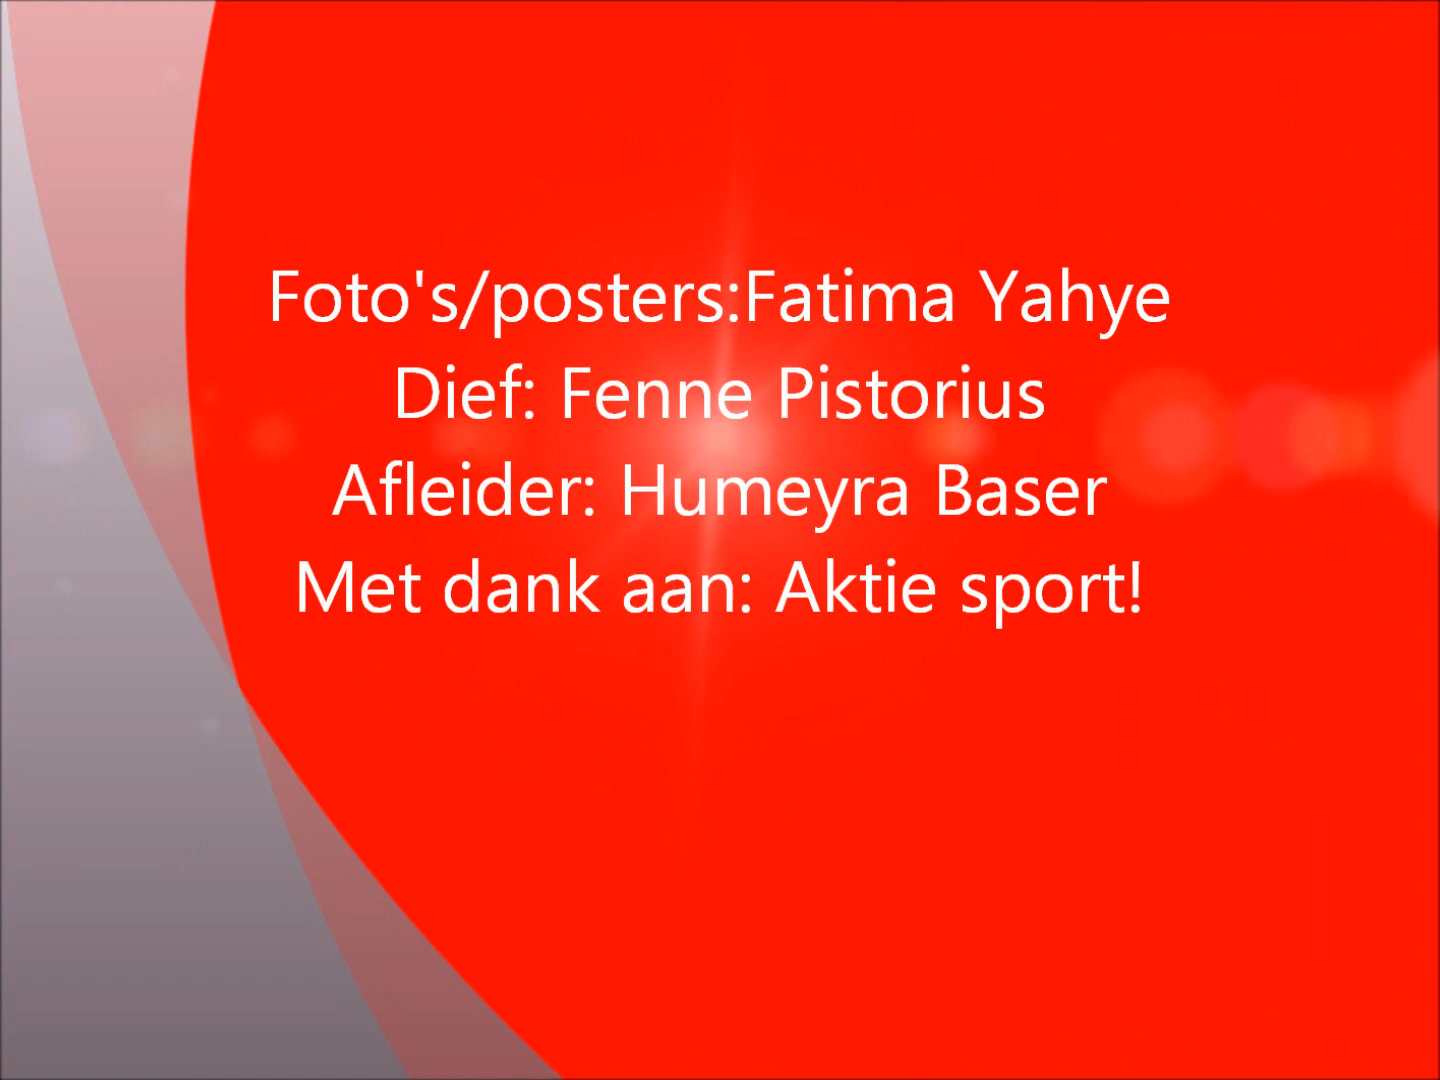 Foto's/posters:Fatima Yahye
Dief: Fenne Pistorius
Afleider: Humeyra Baser
Met dank aan: Aktie sport!